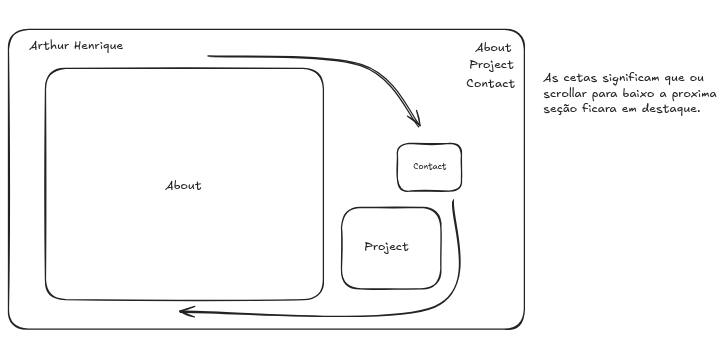 Arthur Henrique
About
Project
Contact
As cetas significam que ou
scrollar para baixo a proxima
seção ficara em destaque.
Contact
About
Project